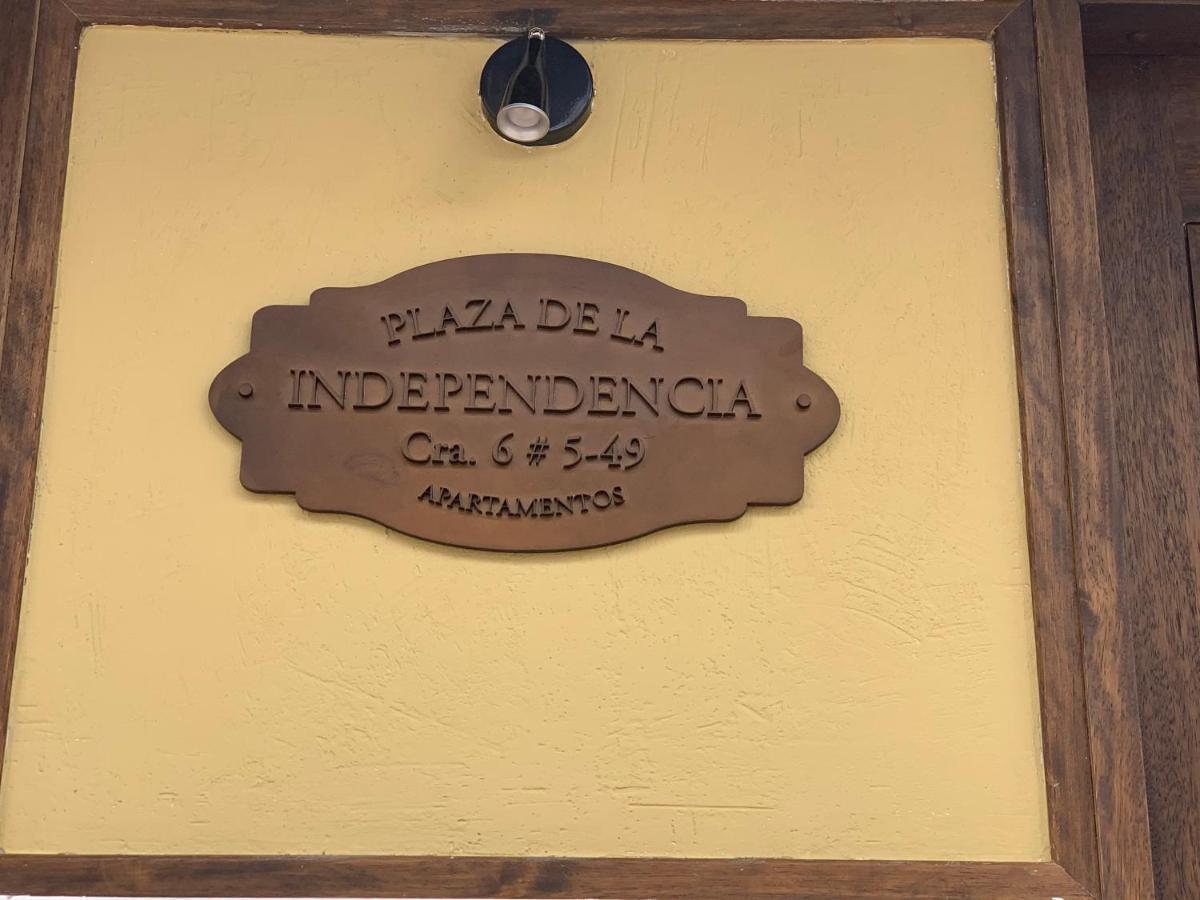 PLAZA DE LA
INDEPENDENCIA
Cra. 6 # 5-49
APARTAMENTOS